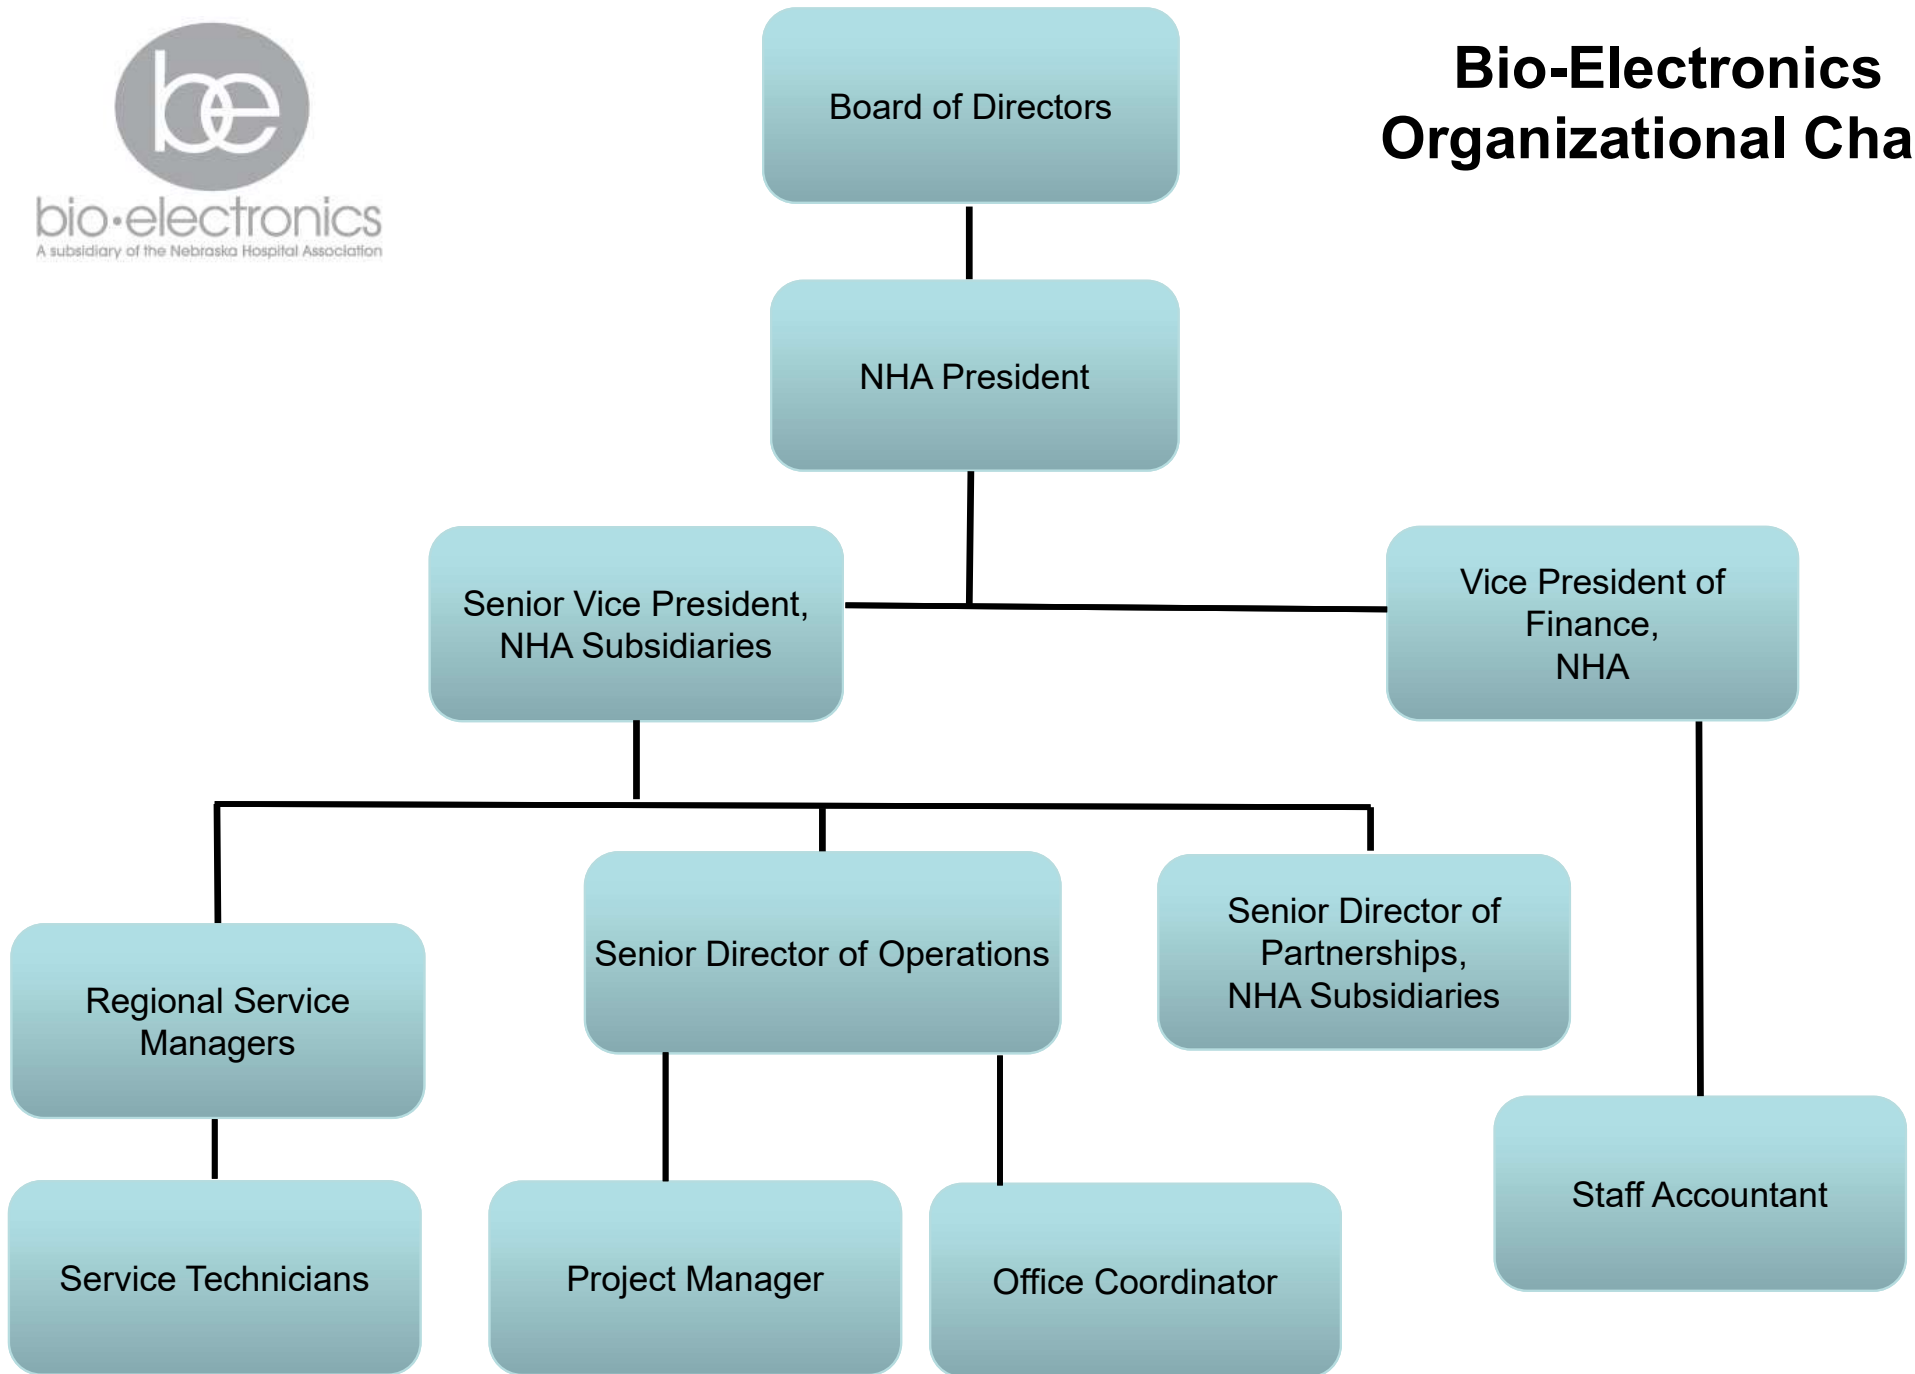 be
bio•electronics
A subsidiary of the Nebraska Hospital Association
Bio-Electronics
Organizational Cha
Board of Directors
NHA President
Senior Vice President,
NHA Subsidiaries
Vice President of
Finance,
NHA
Regional Service
Managers
Senior Director of Operations
Senior Director of
Partnerships,
NHA Subsidiaries
Service Technicians
Project Manager
Office Coordinator
Staff Accountant